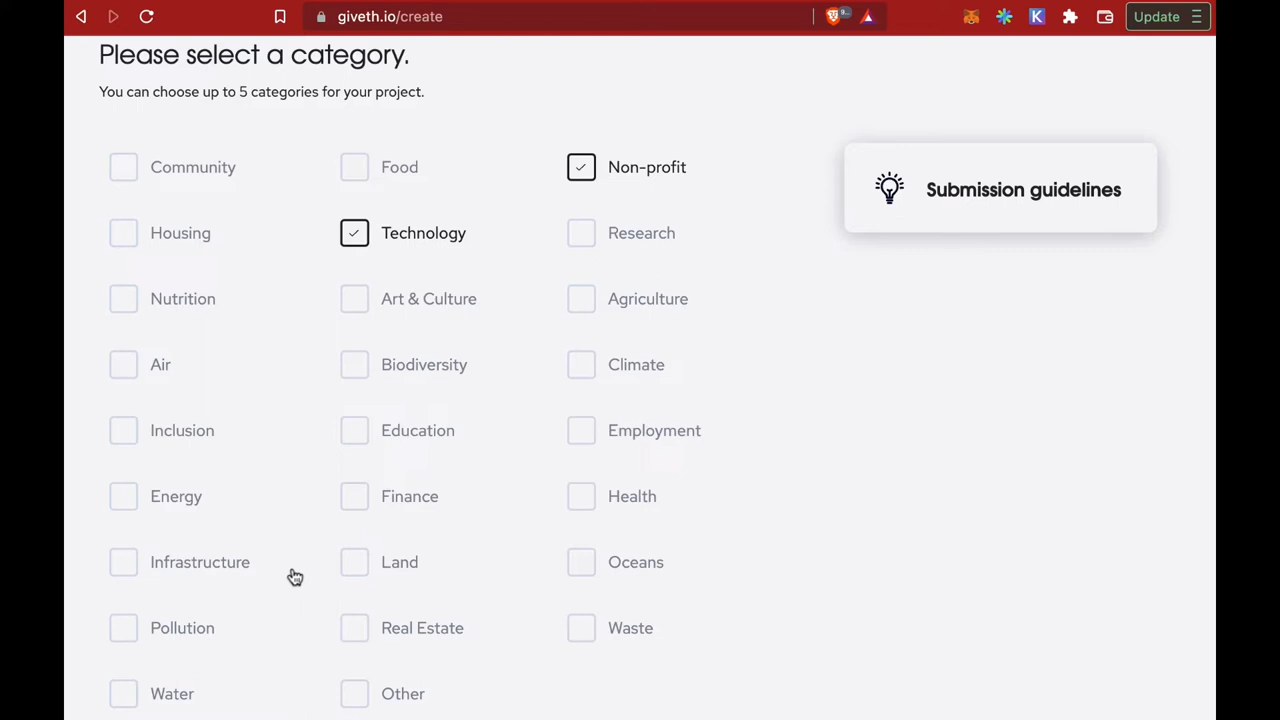 giveth.io/create
9...
K
Update
Please select a category.
You can choose up to 5 categories for your project.
Community Food Non-profit
Submission guidelines
Housing Technology Research
Nutrition Art & Culture Agriculture
Air Biodiversity Climate
Inclusion Education Employment
Energy Finance Health
Infrastructure Land Oceans
Pollution Real Estate Waste
Water Other